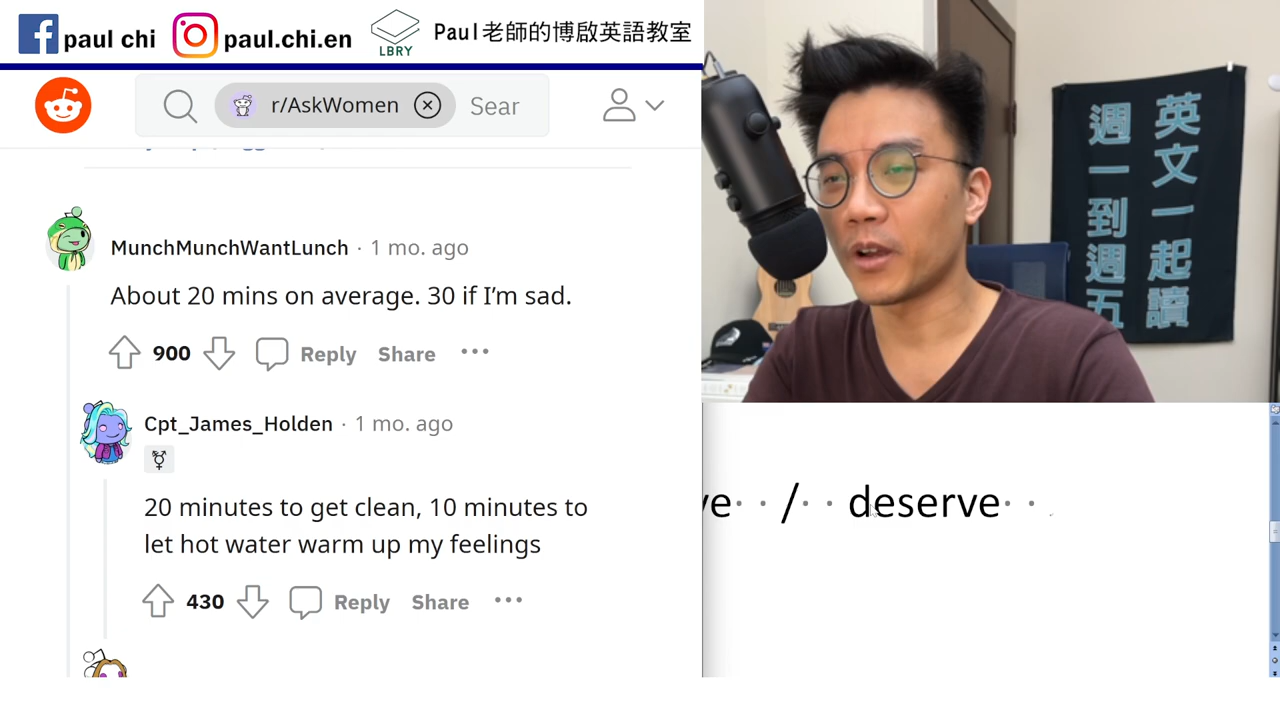 paul chi
paul.chi.en
LBRY
Paul老師的博啟英語教室
r/AskWomen
Sear
MunchMunchWantLunch · 1 mo. ago
About 20 mins on average. 30 if I'm sad.
900
Reply
Share
Cpt_James_Holden · 1 mo. ago
20 minutes to get clean, 10 minutes to
let hot water warm up my feelings
430
Reply
Share
英文一起讀
週一到週五
ve / deserve